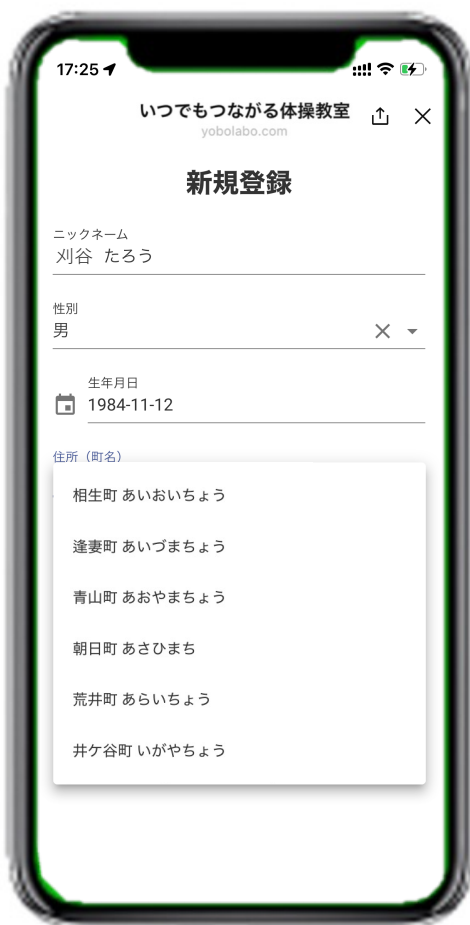 17:25
いつでもつながる体操教室
yobolabo.com
新規登録
ニックネーム
刈谷 たろう
性別
男
生年月日
1984-11-12
住所（町名）
相生町 あいおいちょう
逢妻町 あいづまちょう
青山町 あおやまちょう
朝日町 あさひまち
荒井町 あらいちょう
井ケ谷町 いがやちょう